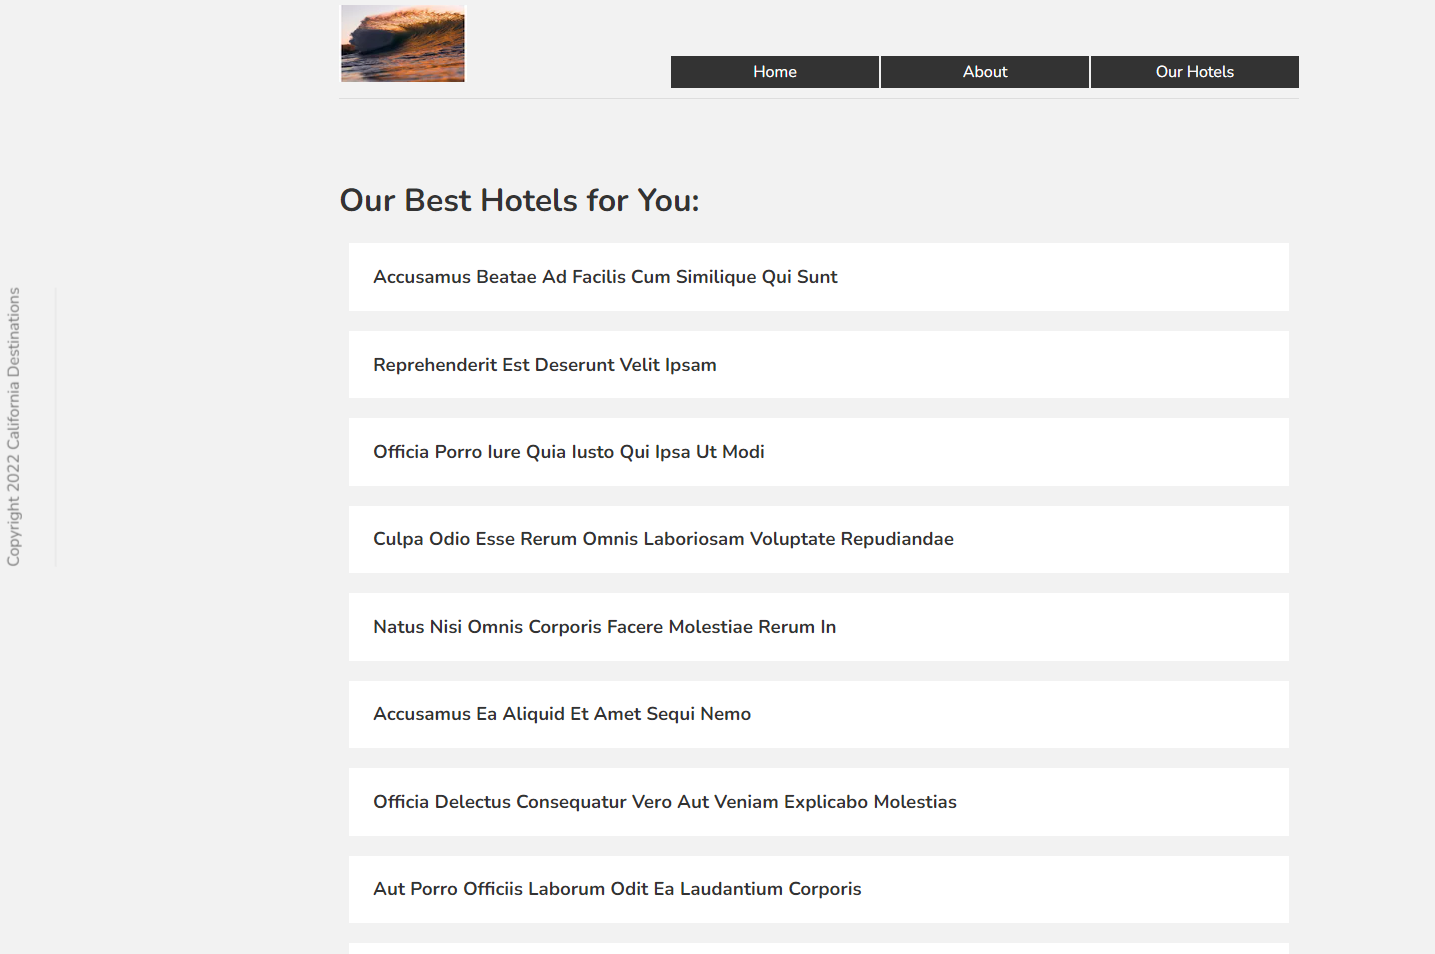 Home
About
Our Hotels
Our Best Hotels for You:
Accusamus Beatae Ad Facilis Cum Similique Qui Sunt
Reprehenderit Est Deserunt Velit Ipsam
Officia Porro Iure Quia Iusto Qui Ipsa Ut Modi
Culpa Odio Esse Rerum Omnis Laboriosam Voluptate Repudiandae
Natus Nisi Omnis Corporis Facere Molestiae Rerum In
Accusamus Ea Aliquid Et Amet Sequi Nemo
Officia Delectus Consequatur Vero Aut Veniam Explicabo Molestias
Aut Porro Officiis Laborum Odit Ea Laudantium Corporis
Copyright 2022 California Destinations